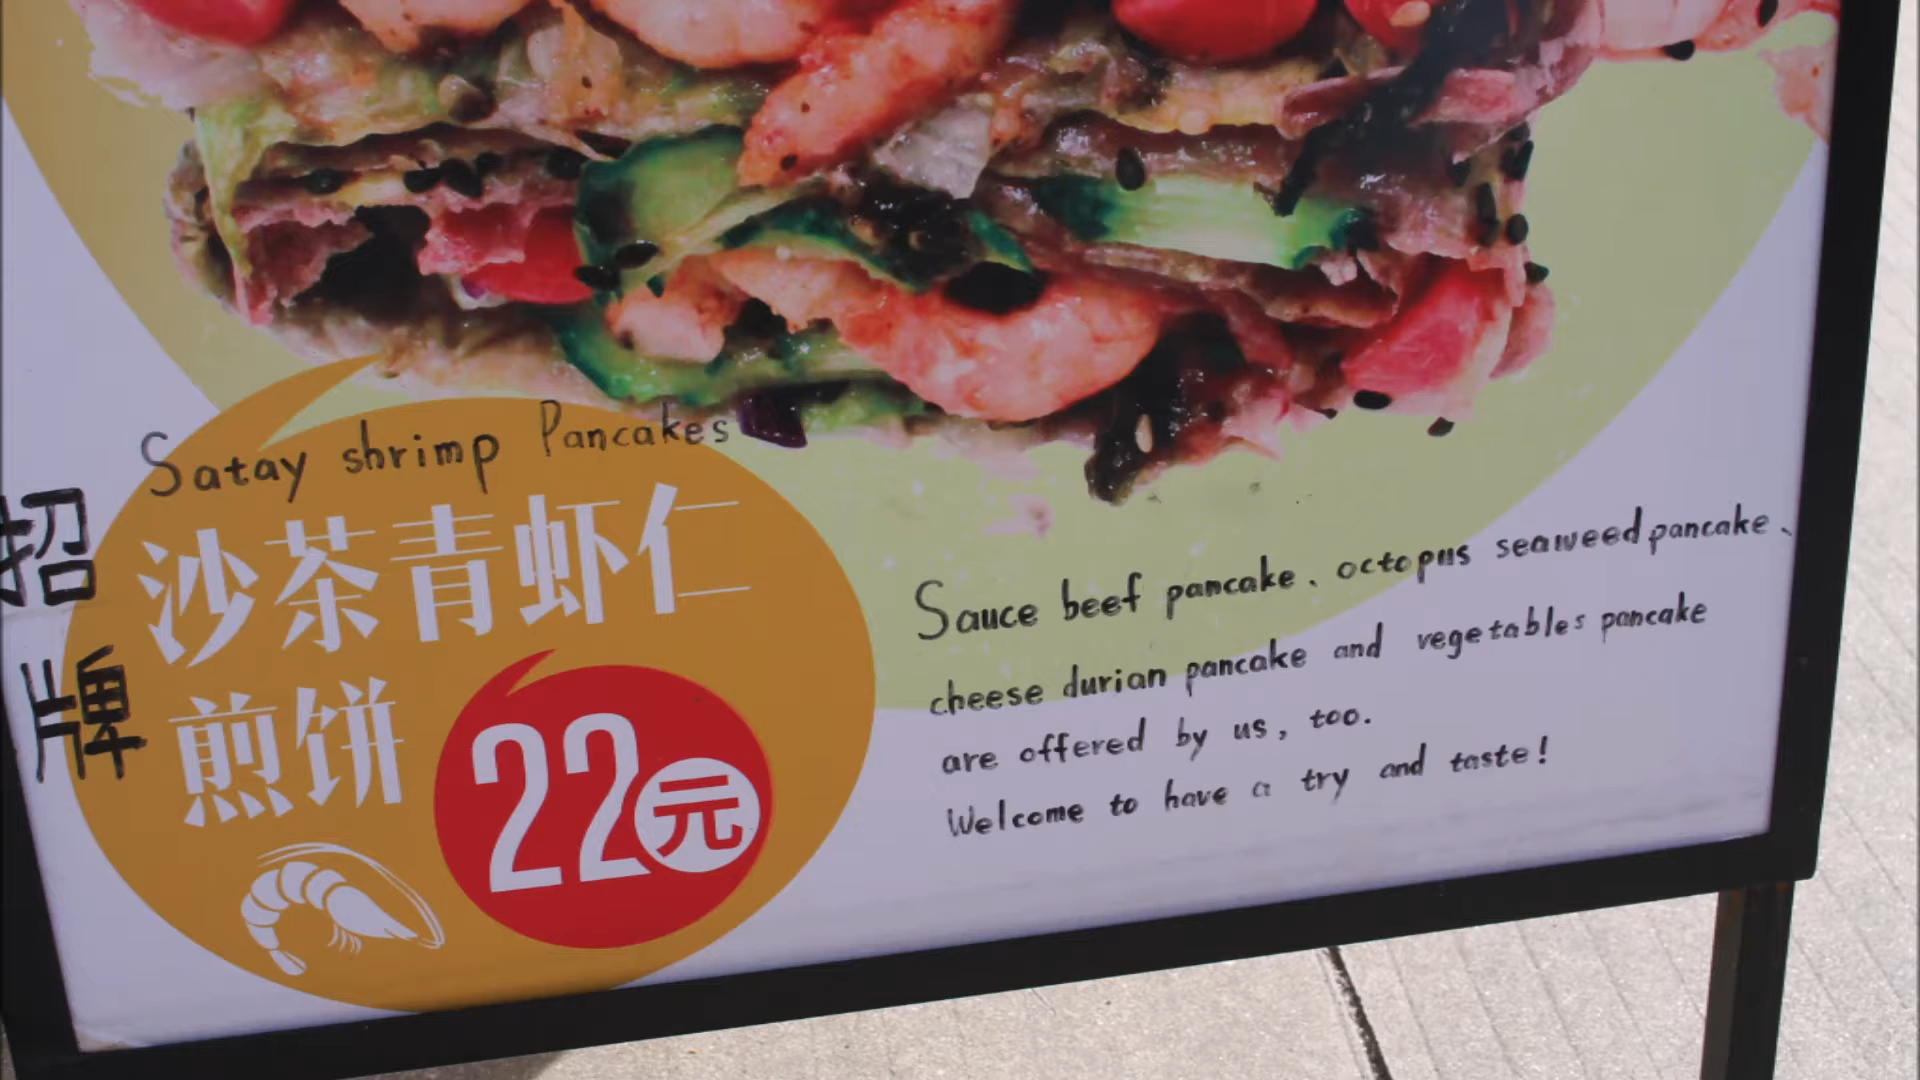 Satay shrimp Pancakes
招牌
沙茶青虾仁
煎饼
22元
Sauce beef pancake、octopus seaweed pancake、
cheese durian pancake and vegetables pancake
are offered by us, too.
Welcome to have a try and taste!